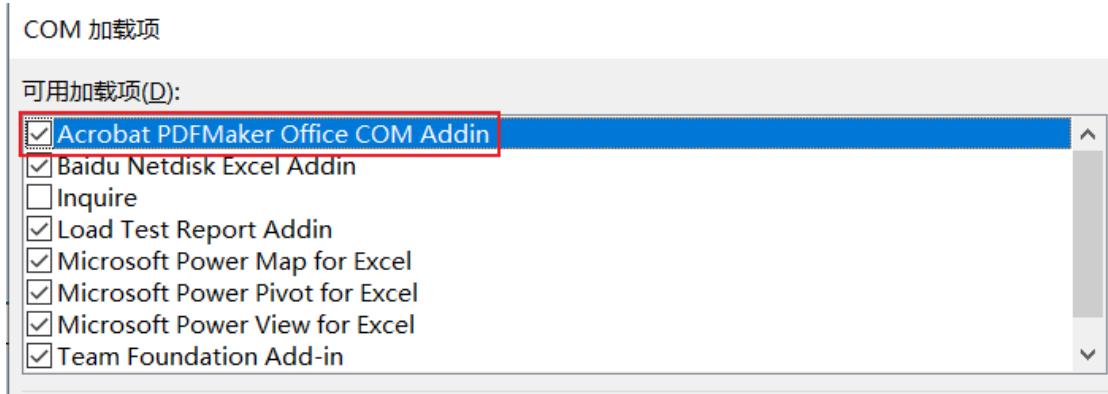 COM 加载项
可用加载项(D):
Acrobat PDFMaker Office COM Addin
Baidu Netdisk Excel Addin
Inquire
Load Test Report Addin
Microsoft Power Map for Excel
Microsoft Power Pivot for Excel
Microsoft Power View for Excel
Team Foundation Add-in